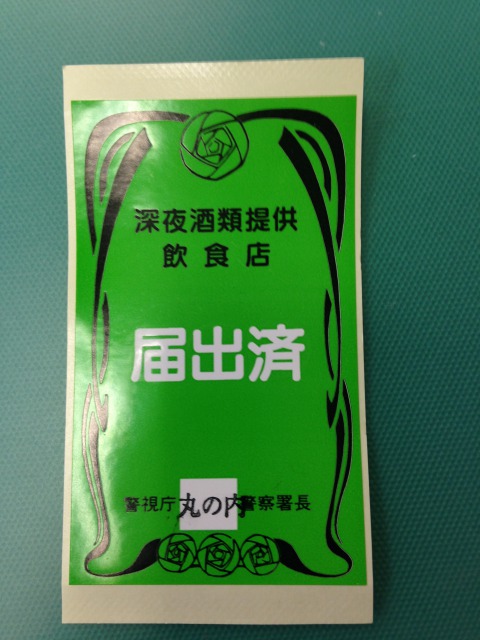 深夜酒類提供
飲食店
届出済
警視庁丸の内警察署長